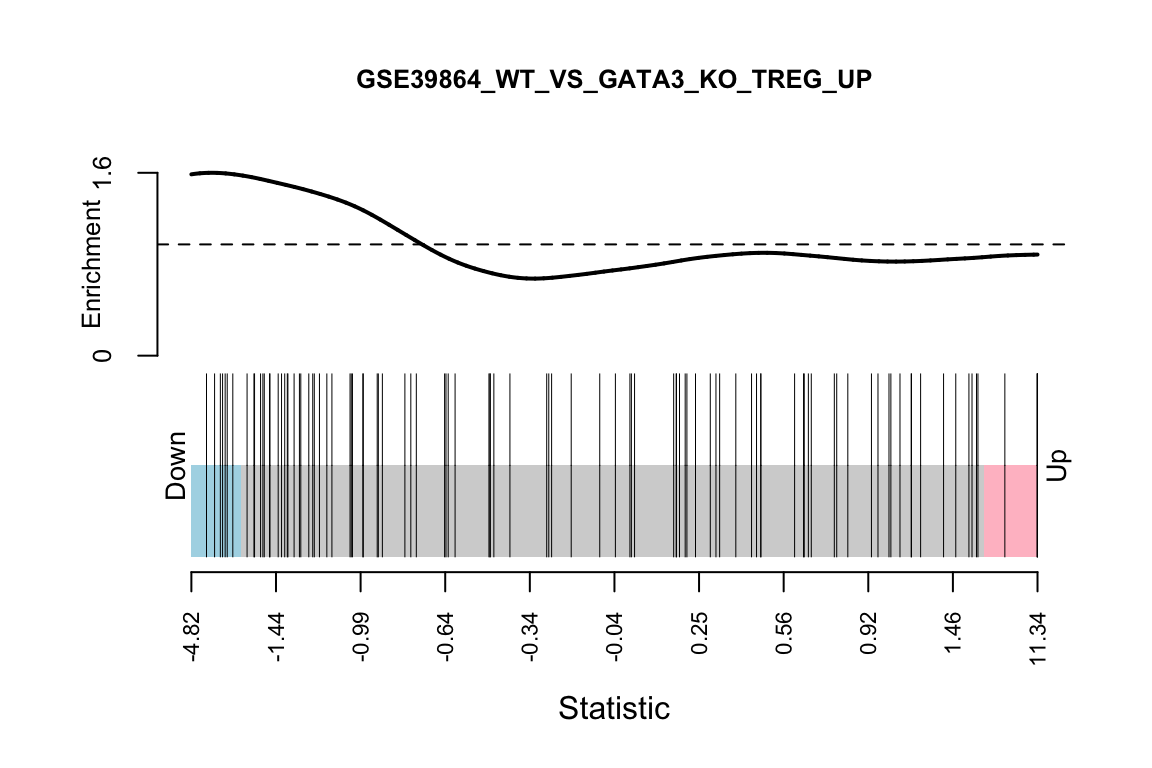 GSE39864_WT_VS_GATA3_KO_TREG_UP
Enrichment
1.6
0
Down
Up
-4.82
-1.44
-0.99
-0.64
-0.34
-0.04
0.25
0.56
0.92
1.46
11.34
Statistic